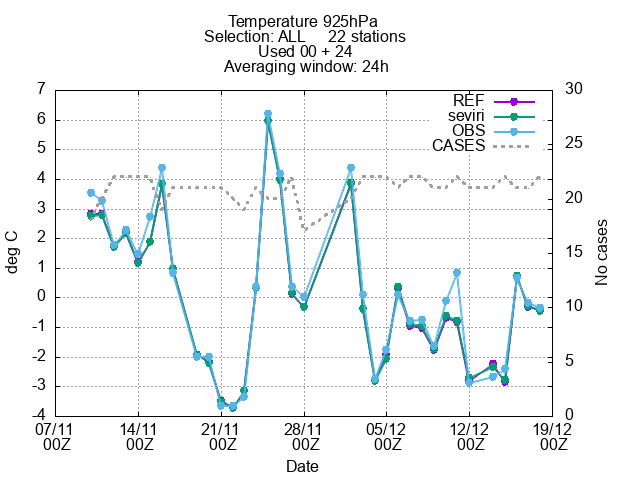 Temperature 925hPa
Selection: ALL     22 stations
Used 00 + 24
Averaging window: 24h
7
6
5
4
3
2
1
0
-1
-2
-3
-4
deg C
30
25
20
15
10
5
0
No cases
REF
seviri
OBS
CASES
07/11 14/11 21/11 28/11 05/12 12/12 19/12
00Z 00Z 00Z 00Z 00Z 00Z 00Z
Date